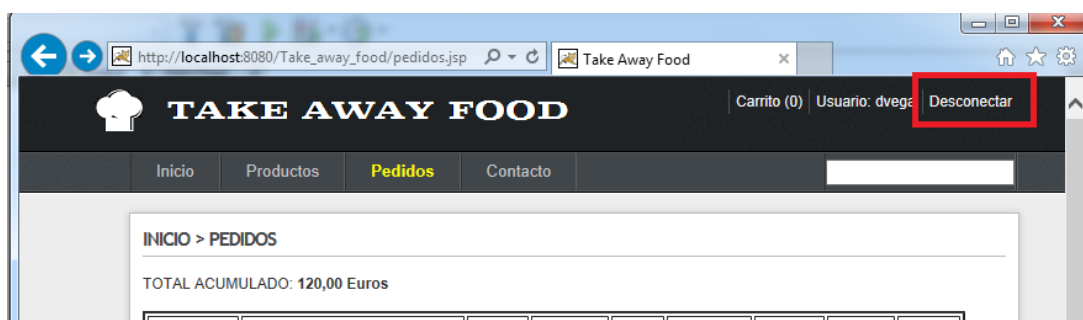 http://localhost:8080/Take_away_food/pedidos.jsp
Take Away Food
TAKE AWAY FOOD
Carrito (0) Usuario: dvega Desconectar
Inicio Productos Pedidos Contacto
INICIO > PEDIDOS
TOTAL ACUMULADO: 120,00 Euros